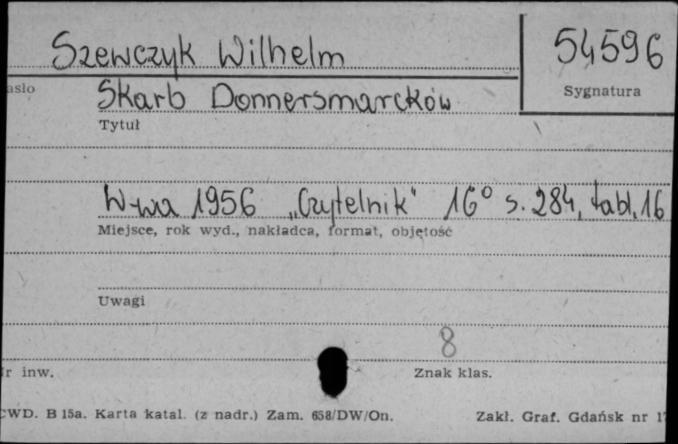 Szewczyk Wilhelm
54596
asło
Skarb Donnersmarcków
Sygnatura
Tytuł
W-wa 1956 „Czytelnik" 16° s. 284, tabl. 16
Miejsce, rok wyd., nakładca, format, objętość
Uwagi
8
r inw.
Znak klas.
CWD. B 15a. Karta katal. (z nadr.) Zam. 658/DW/On.
Zakł. Graf. Gdańsk nr 1